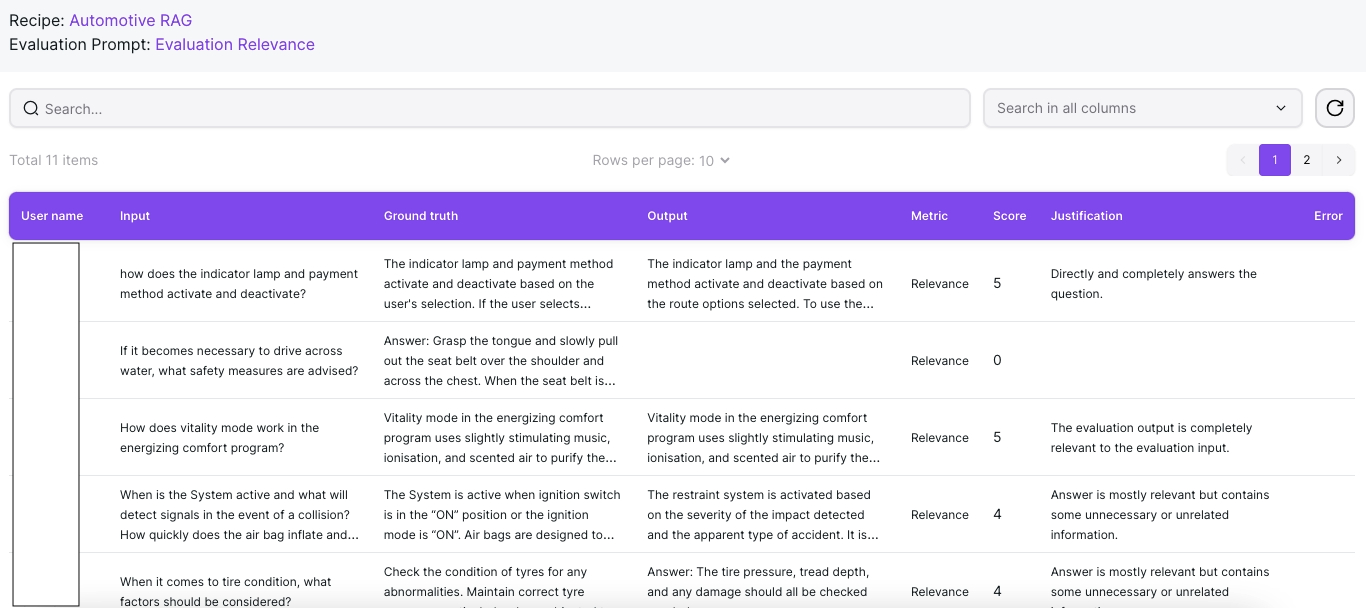 Recipe: Automotive RAG
Evaluation Prompt: Evaluation Relevance
Search...
Search in all columns
Total 11 items
Rows per page: 10
1
2
User name
Input
Ground truth
Output
Metric
Score
Justification
Error
how does the indicator lamp and payment
method activate and deactivate?
The indicator lamp and payment method
activate and deactivate based on the
user's selection. If the user selects...
The indicator lamp and the payment
method activate and deactivate based on
the route options selected. To use the...
Relevance
5
Directly and completely answers the
question.
If it becomes necessary to drive across
water, what safety measures are advised?
Answer: Grasp the tongue and slowly pull
out the seat belt over the shoulder and
across the chest. When the seat belt is...
Relevance
0
How does vitality mode work in the
energizing comfort program?
Vitality mode in the energizing comfort
program uses slightly stimulating music,
ionisation, and scented air to purify the...
Vitality mode in the energizing comfort
program uses slightly stimulating music,
ionisation, and scented air to purify the...
Relevance
5
The evaluation output is completely
relevant to the evaluation input.
When is the System active and what will
detect signals in the event of a collision?
How quickly does the air bag inflate and...
The System is active when ignition switch
is in the “ON” position or the ignition
mode is “ON”. Air bags are designed to...
The restraint system is activated based
on the severity of the impact detected
and the apparent type of accident. It is...
Relevance
4
Answer is mostly relevant but contains
some unnecessary or unrelated
information.
When it comes to tire condition, what
factors should be considered?
Check the condition of tyres for any
abnormalities. Maintain correct tyre
Answer: The tire pressure, tread depth,
and any damage should all be checked
Relevance
4
Answer is mostly relevant but contains
some unnecessary or unrelated